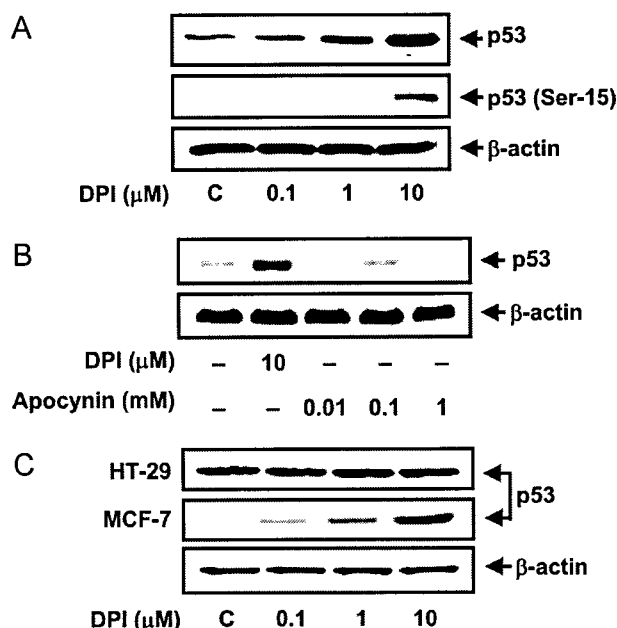 A
p53
p53 (Ser-15)
β-actin
DPI (μM) C 0.1 1 10
B
p53
β-actin
DPI (μM) – 10 – – –
Apocynin (mM) – – 0.01 0.1 1
C
HT-29
p53
MCF-7
β-actin
DPI (μM) C 0.1 1 10